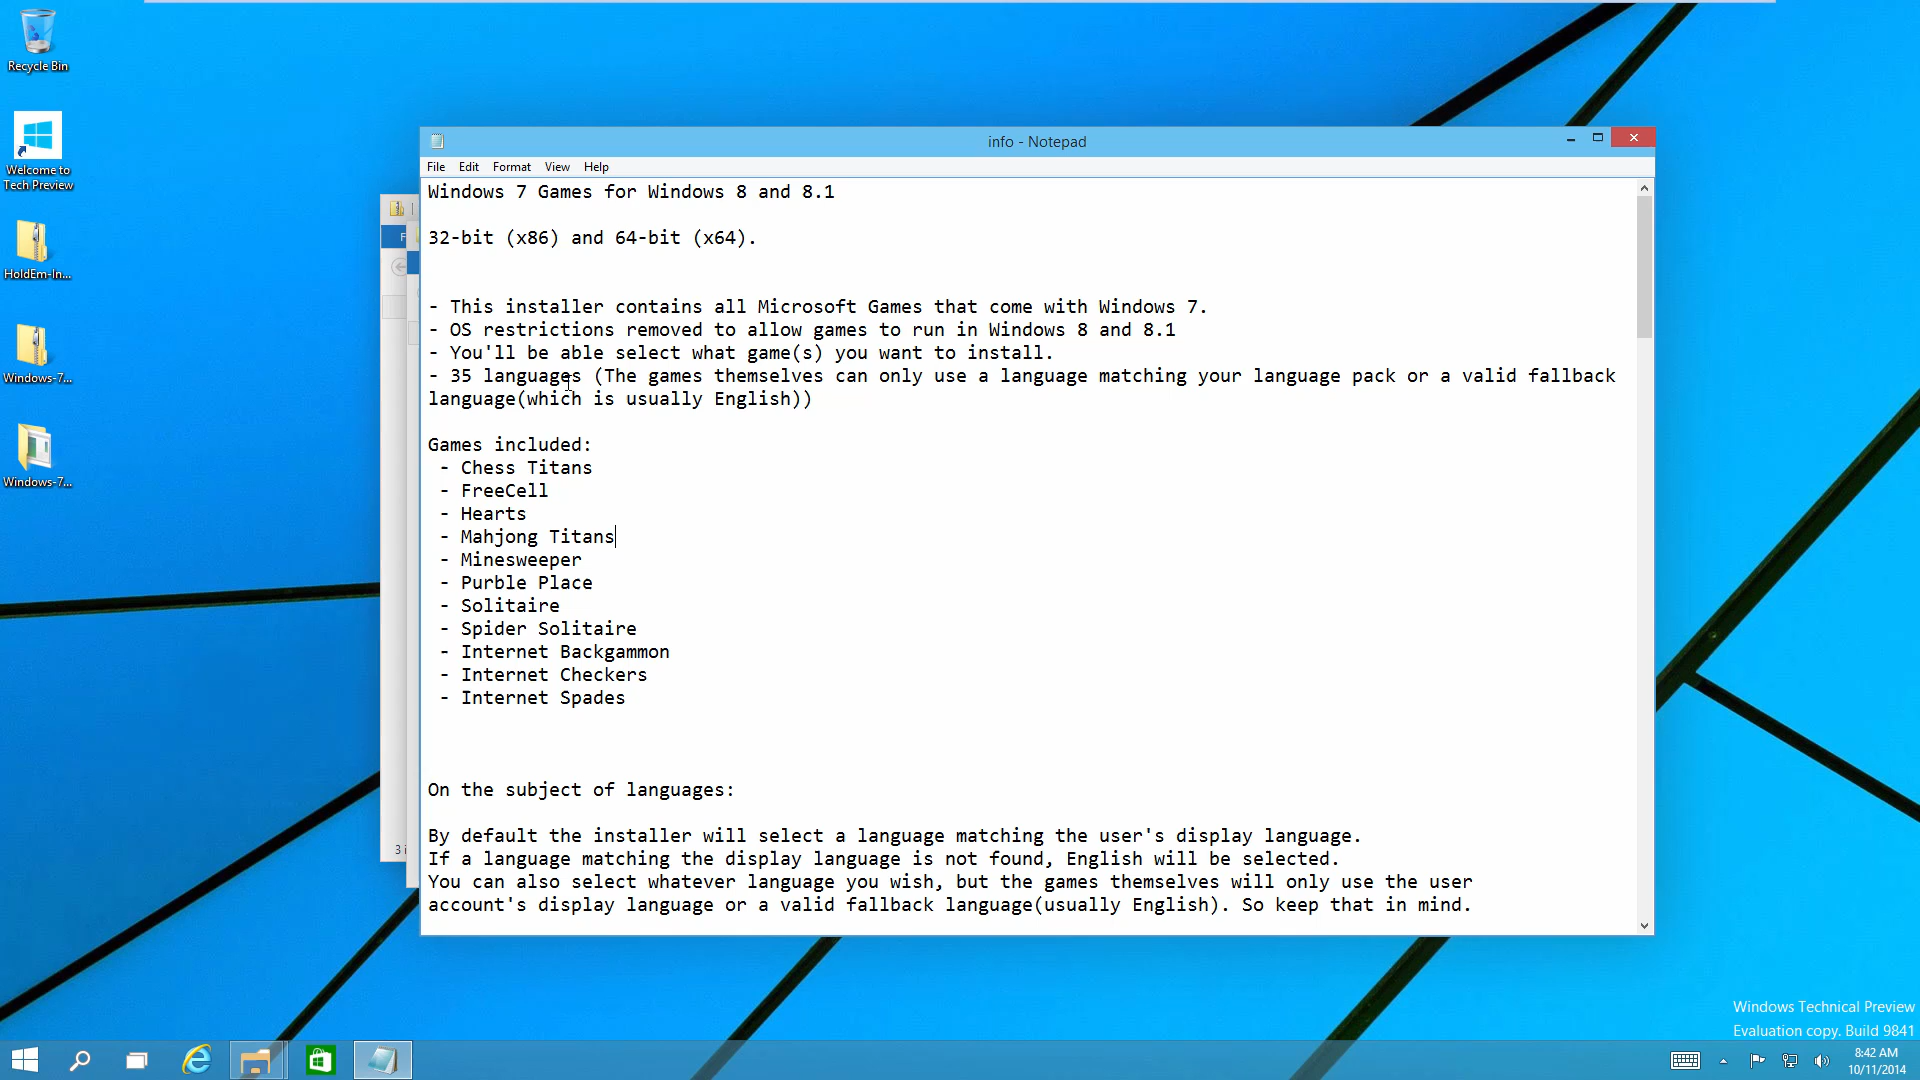 Recycle Bin
Welcome to
Tech Preview
HoldEm-In...
Windows-7...
Windows-7...
info - Notepad
File Edit Format View Help
Windows 7 Games for Windows 8 and 8.1
32-bit (x86) and 64-bit (x64).
- This installer contains all Microsoft Games that come with Windows 7.
- OS restrictions removed to allow games to run in Windows 8 and 8.1
- You'll be able select what game(s) you want to install.
- 35 languages (The games themselves can only use a language matching your language pack or a valid fallback
language(which is usually English))
Games included:
- Chess Titans
- FreeCell
- Hearts
- Mahjong Titans
- Minesweeper
- Purble Place
- Solitaire
- Spider Solitaire
- Internet Backgammon
- Internet Checkers
- Internet Spades
On the subject of languages:
By default the installer will select a language matching the user's display language.
If a language matching the display language is not found, English will be selected.
You can also select whatever language you wish, but the games themselves will only use the user
account's display language or a valid fallback language(usually English). So keep that in mind.
F
3 i
Windows Technical Preview
Evaluation copy. Build 9841
8:42 AM
10/11/2014